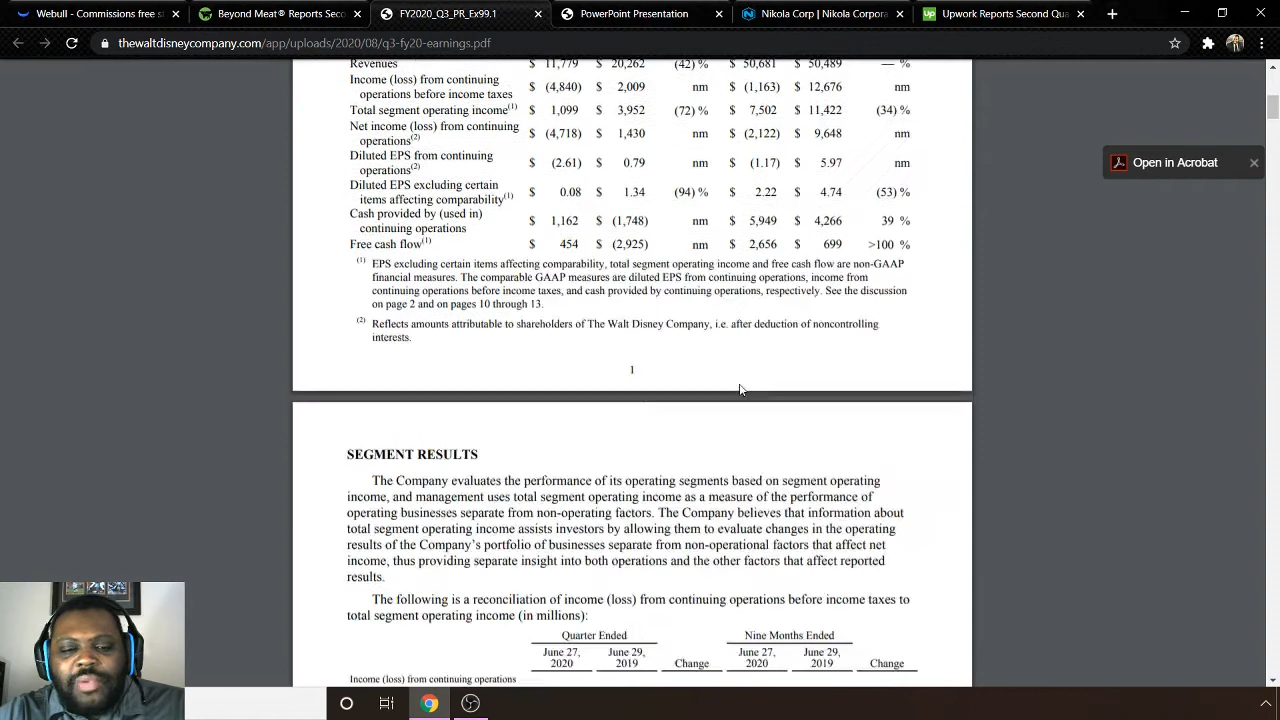 Webull - Commissions free s
Beyond Meat® Reports Second
FY2020_Q3_PR_Ex99.1
PowerPoint Presentation
Nikola Corp | Nikola Corpora
Upwork Reports Second Qua
thewaltdisneycompany.com/app/uploads/2020/08/q3-fy20-earnings.pdf
Open in Acrobat
Revenues $ 11,779 $ 20,262 (42) % $ 50,681 $ 50,489 — %
Income (loss) from continuing
operations before income taxes $ (4,840) $ 2,009 nm $ (1,163) $ 12,676 nm
Total segment operating income(1) $ 1,099 $ 3,952 (72) % $ 7,502 $ 11,422 (34) %
Net income (loss) from continuing
operations(2) $ (4,718) $ 1,430 nm $ (2,122) $ 9,648 nm
Diluted EPS from continuing
operations(2) $ (2.61) $ 0.79 nm $ (1.17) $ 5.97 nm
Diluted EPS excluding certain
items affecting comparability(1) $ 0.08 $ 1.34 (94) % $ 2.22 $ 4.74 (53) %
Cash provided by (used in)
continuing operations $ 1,162 $ (1,748) nm $ 5,949 $ 4,266 39 %
Free cash flow(1) $ 454 $ (2,925) nm $ 2,656 $ 699 >100 %
(1) EPS excluding certain items affecting comparability, total segment operating income and free cash flow are non-GAAP
financial measures. The comparable GAAP measures are diluted EPS from continuing operations, income from
continuing operations before income taxes, and cash provided by continuing operations, respectively. See the discussion
on page 2 and on pages 10 through 13.
(2) Reflects amounts attributable to shareholders of The Walt Disney Company, i.e. after deduction of noncontrolling
interests.
1
SEGMENT RESULTS
The Company evaluates the performance of its operating segments based on segment operating
income, and management uses total segment operating income as a measure of the performance of
operating businesses separate from non-operating factors. The Company believes that information about
total segment operating income assists investors by allowing them to evaluate changes in the operating
results of the Company's portfolio of businesses separate from non-operational factors that affect net
income, thus providing separate insight into both operations and the other factors that affect reported
results.
The following is a reconciliation of income (loss) from continuing operations before income taxes to
total segment operating income (in millions):
Quarter Ended Nine Months Ended
June 27, June 29, June 27, June 29,
2020 2019 Change 2020 2019 Change
Income (loss) from continuing operations